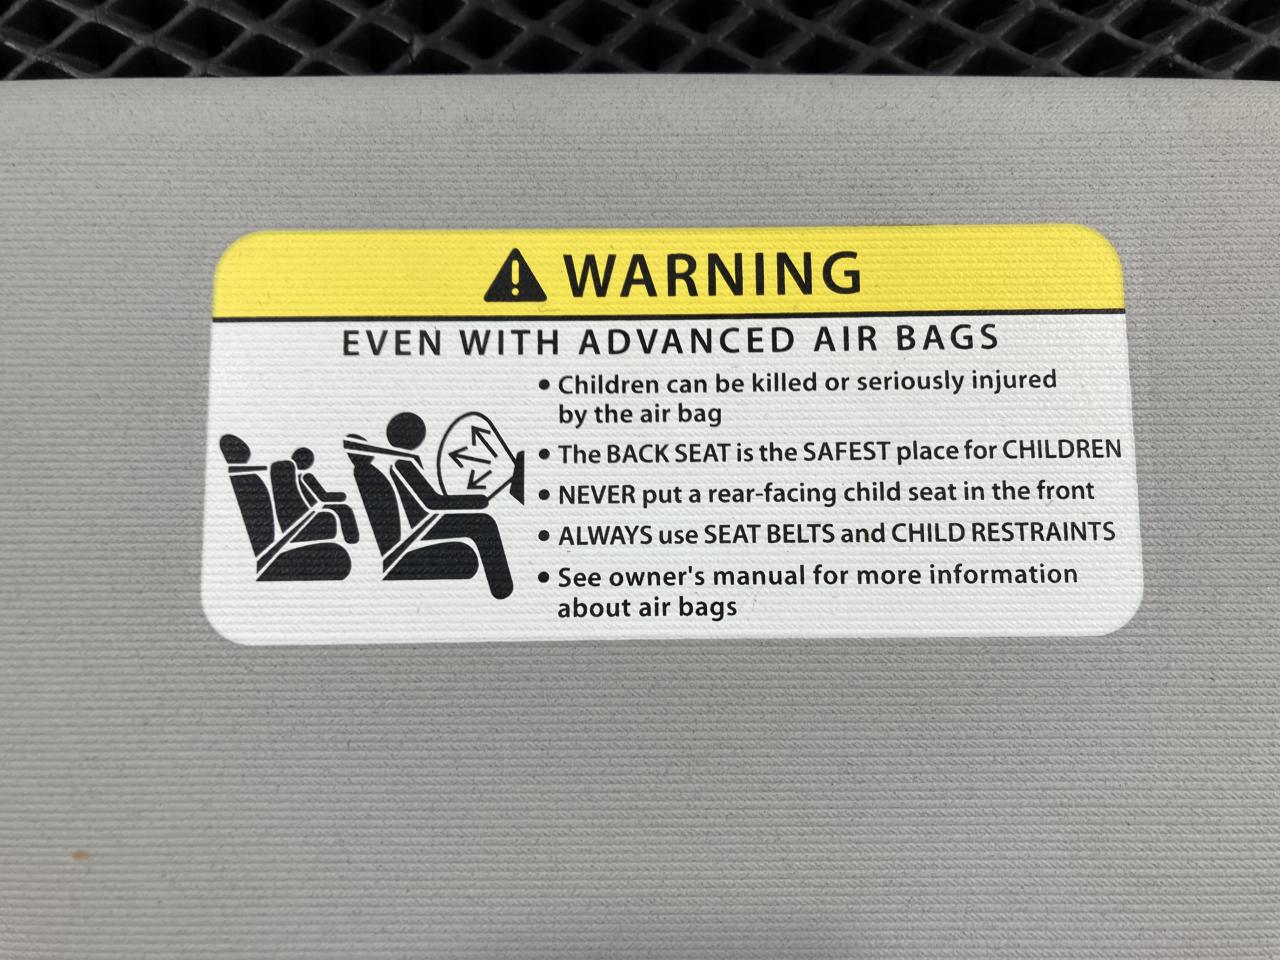 WARNING
EVEN WITH ADVANCED AIR BAGS
• Children can be killed or seriously injured
by the air bag
• The BACK SEAT is the SAFEST place for CHILDREN
• NEVER put a rear-facing child seat in the front
• ALWAYS use SEAT BELTS and CHILD RESTRAINTS
• See owner's manual for more information
about air bags